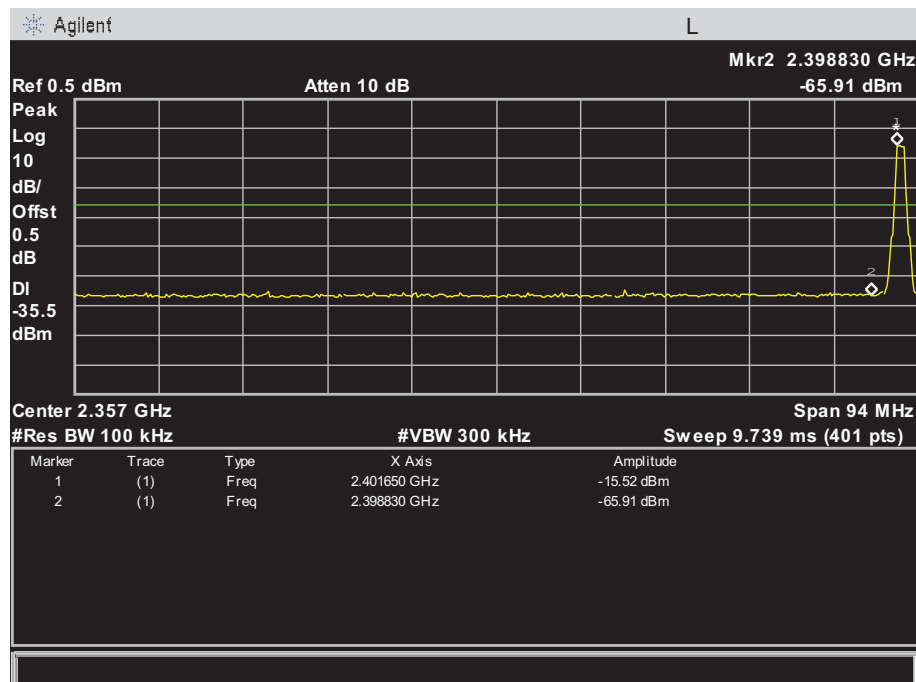 Agilent L
Mkr2 2.398830 GHz
Ref 0.5 dBm Atten 10 dB -65.91 dBm
Peak
Log
10
dB/
Offst
0.5
dB
DI
-35.5
dBm
1
2
Center 2.357 GHz Span 94 MHz
#Res BW 100 kHz #VBW 300 kHz Sweep 9.739 ms (401 pts)
Marker Trace Type X Axis Amplitude
1 (1) Freq 2.401650 GHz -15.52 dBm
2 (1) Freq 2.398830 GHz -65.91 dBm